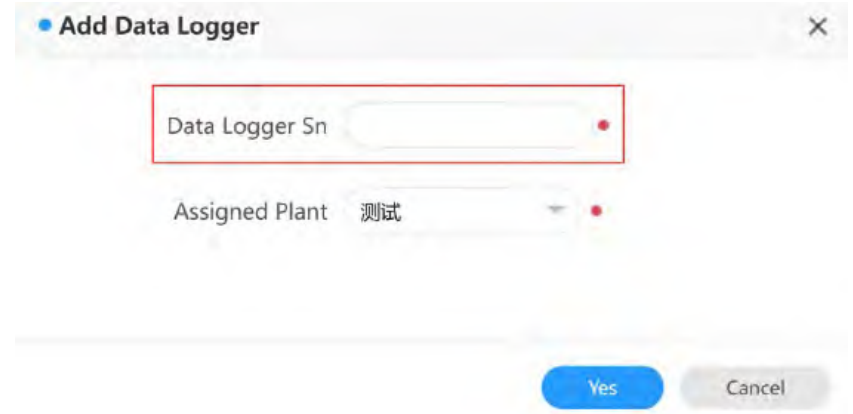 Add Data Logger
Data Logger Sn
Assigned Plant 测试
Yes Cancel